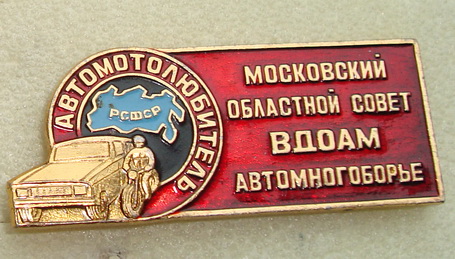 АВТОМОТОЛЮБИТЕЛЬ
РСФСР
МОСКОВСКИЙ
ОБЛАСТНОЙ СОВЕТ
ВДОАМ
АВТОМНОГОБОРЬЕ